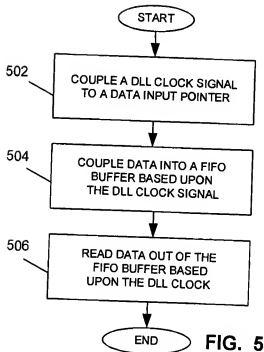 START
502
COUPLE A DLL CLOCK SIGNAL
TO A DATA INPUT POINTER
504
COUPLE DATA INTO A FIFO
BUFFER BASED UPON
THE DLL CLOCK SIGNAL
506
READ DATA OUT OF THE
FIFO BUFFER BASED
UPON THE DLL CLOCK
END
FIG. 5